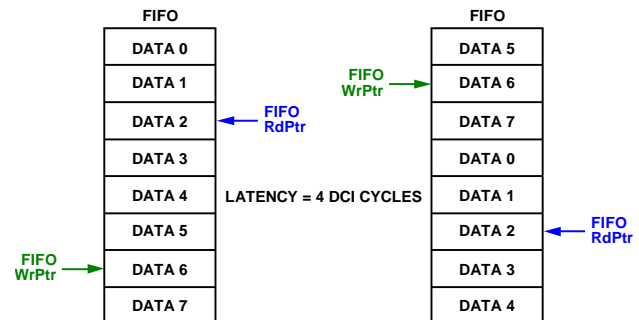 FIFO
DATA 0
DATA 1
DATA 2
DATA 3
DATA 4
DATA 5
DATA 6
DATA 7
FIFO
RdPtr
FIFO
WrPtr
LATENCY = 4 DCI CYCLES
FIFO
DATA 5
DATA 6
DATA 7
DATA 0
DATA 1
DATA 2
DATA 3
DATA 4
FIFO
WrPtr
FIFO
RdPtr